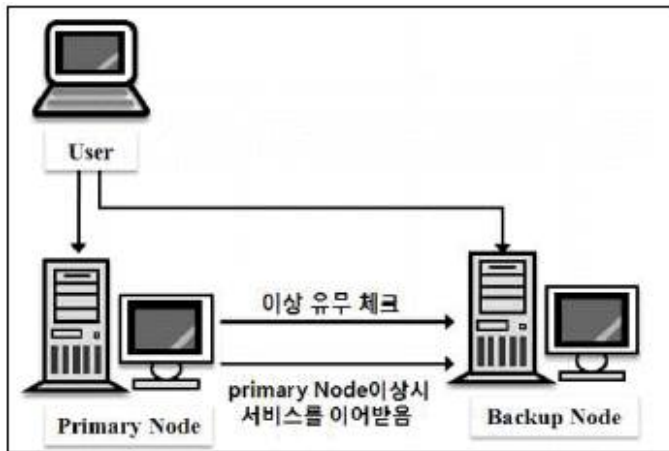 User
이상 유무 체크
primary Node이상시
서비스를 이어받음
Primary Node
Backup Node